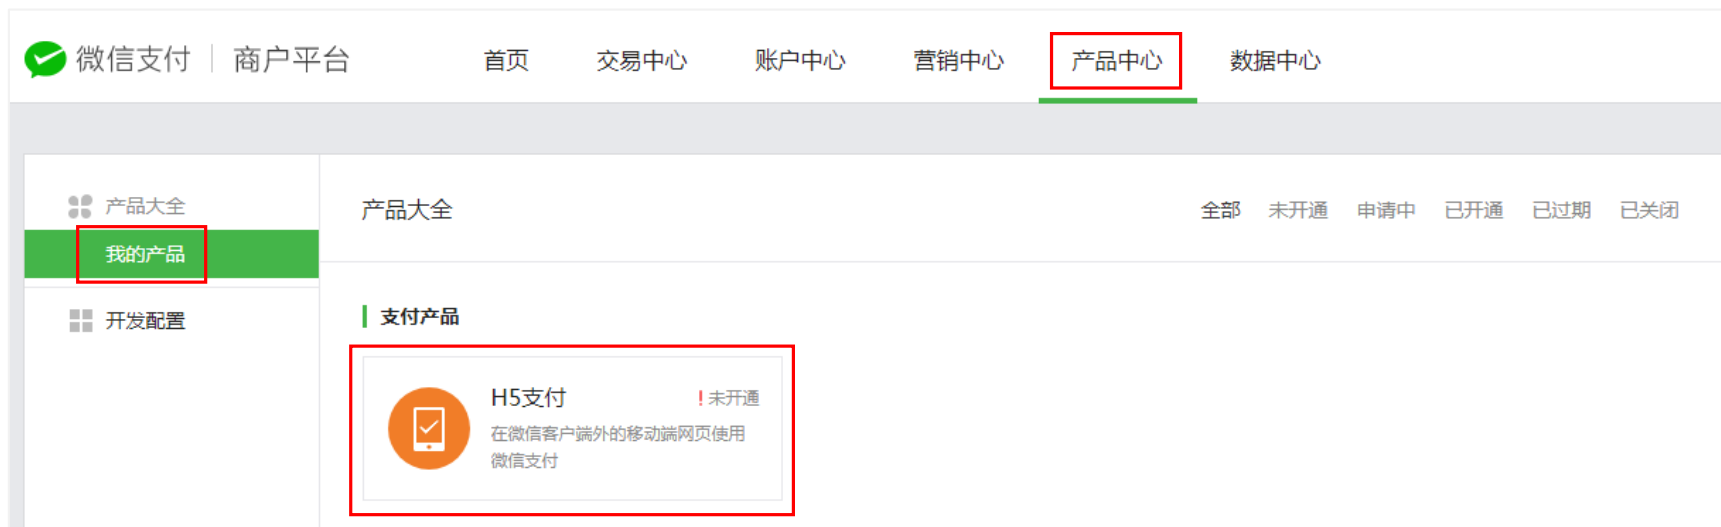 微信支付 商户平台 首页 交易中心 账户中心 营销中心 产品中心 数据中心
产品大全
我的产品
开发配置
产品大全 全部 未开通 申请中 已开通 已过期 已关闭
支付产品
H5支付 !未开通
在微信客户端外的移动端网页使用
微信支付